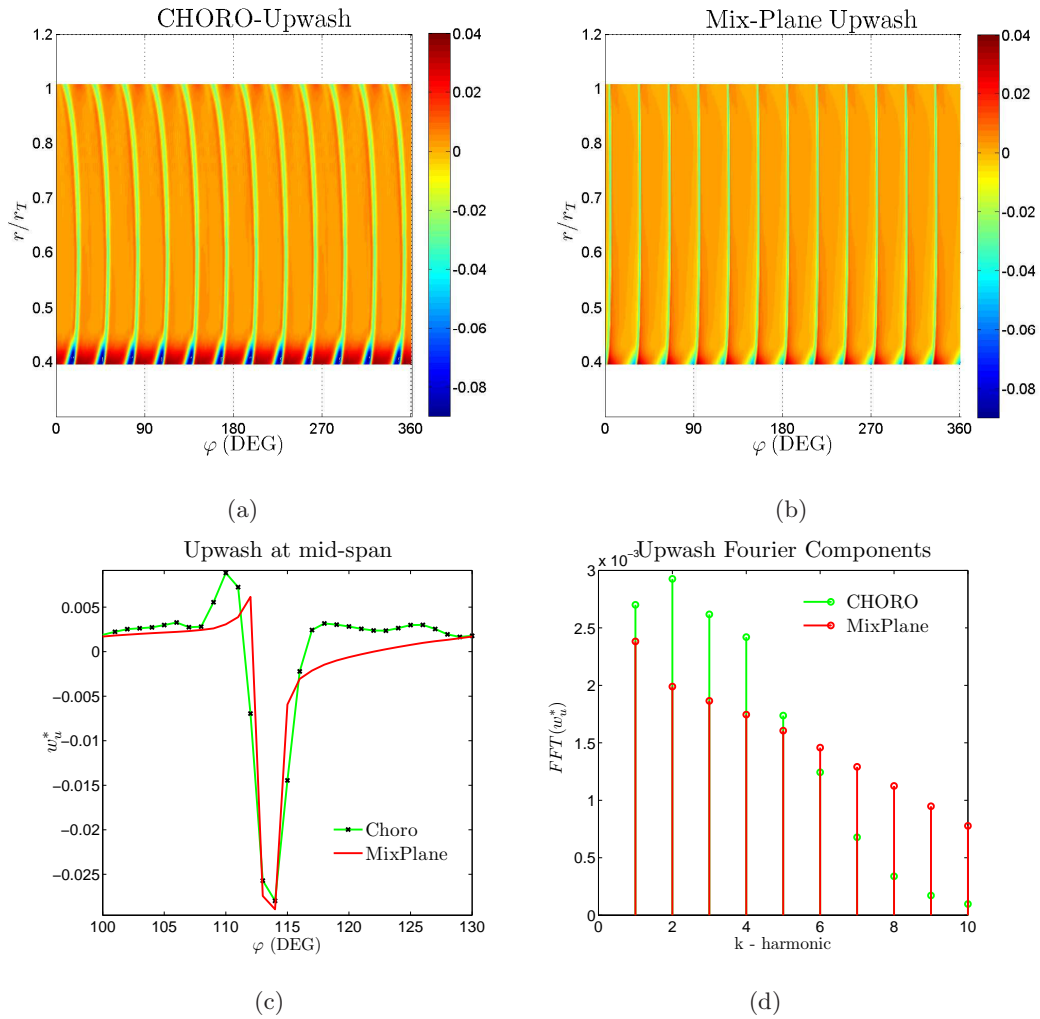 CHORO-Upwash
1.2
1
0.9
0.8
0.7
0.6
0.5
0.4
r/r_T
0 90 180 270 360
φ (DEG)
0.04
0.02
0
-0.02
-0.04
-0.06
-0.08
(a)
Mix-Plane Upwash
1.2
1
0.9
0.8
0.7
0.6
0.5
0.4
r/r_T
0 90 180 270 360
φ (DEG)
0.04
0.02
0
-0.02
-0.04
-0.06
-0.08
(b)
Upwash at mid-span
0.005
0
−0.005
−0.01
−0.015
−0.02
−0.025
w_u^*
100 105 110 115 120 125 130
φ (DEG)
Choro
MixPlane
(c)
Upwash Fourier Components
x 10^−3
3
2.5
2
1.5
1
0.5
0
FFT(w_u^*)
0 2 4 6 8 10
k - harmonic
CHORO
MixPlane
(d)